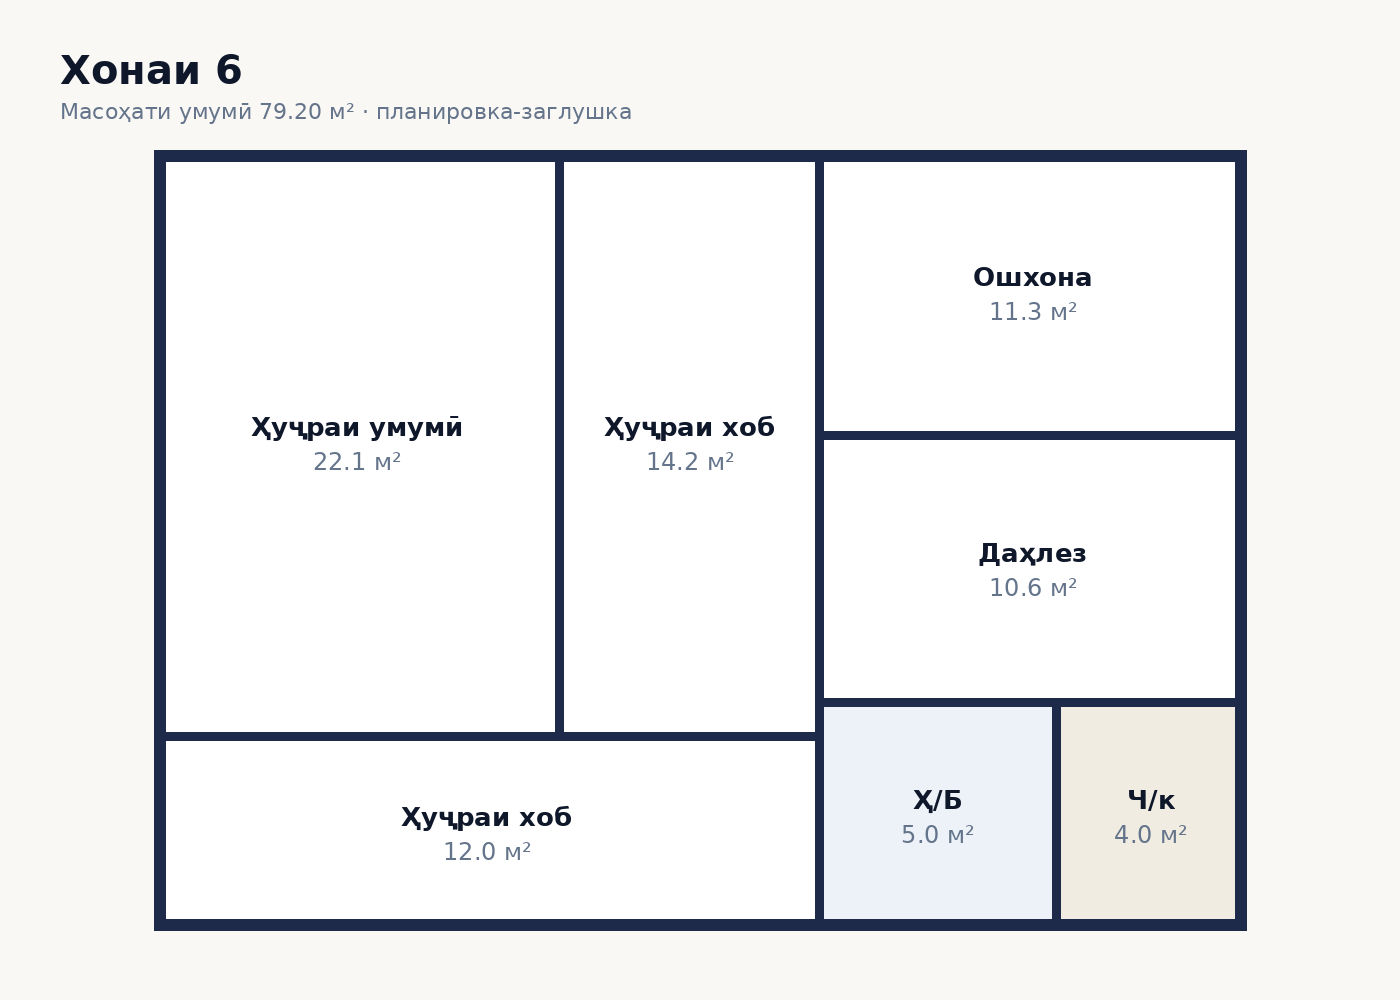 Хонаи 6
Масоҳати умумӣ 79.20 м² · планировка-заглушка
Ҳуҷраи умумӣ
22.1 м²
Ҳуҷраи хоб
14.2 м²
Ошхона
11.3 м²
Даҳлез
10.6 м²
Ҳуҷраи хоб
12.0 м²
Ҳ/Б
5.0 м²
Ч/к
4.0 м²